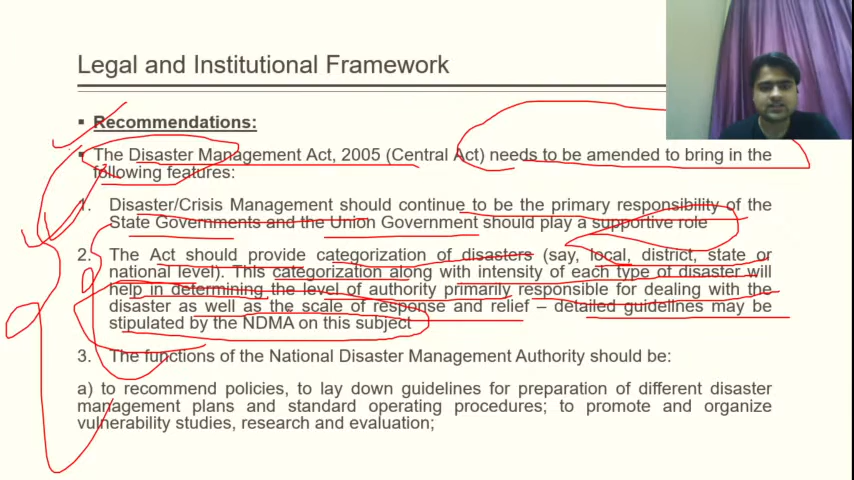 Legal and Institutional Framework
▪ Recommendations:
▪ The Disaster Management Act, 2005 (Central Act) needs to be amended to bring in the
following features:
1. Disaster/Crisis Management should continue to be the primary responsibility of the
State Governments and the Union Government should play a supportive role
2. The Act should provide categorization of disasters (say, local, district, state or
national level). This categorization along with intensity of each type of disaster will
help in determining the level of authority primarily responsible for dealing with the
disaster as well as the scale of response and relief – detailed guidelines may be
stipulated by the NDMA on this subject
3. The functions of the National Disaster Management Authority should be:
a) to recommend policies, to lay down guidelines for preparation of different disaster
management plans and standard operating procedures; to promote and organize
vulnerability studies, research and evaluation;